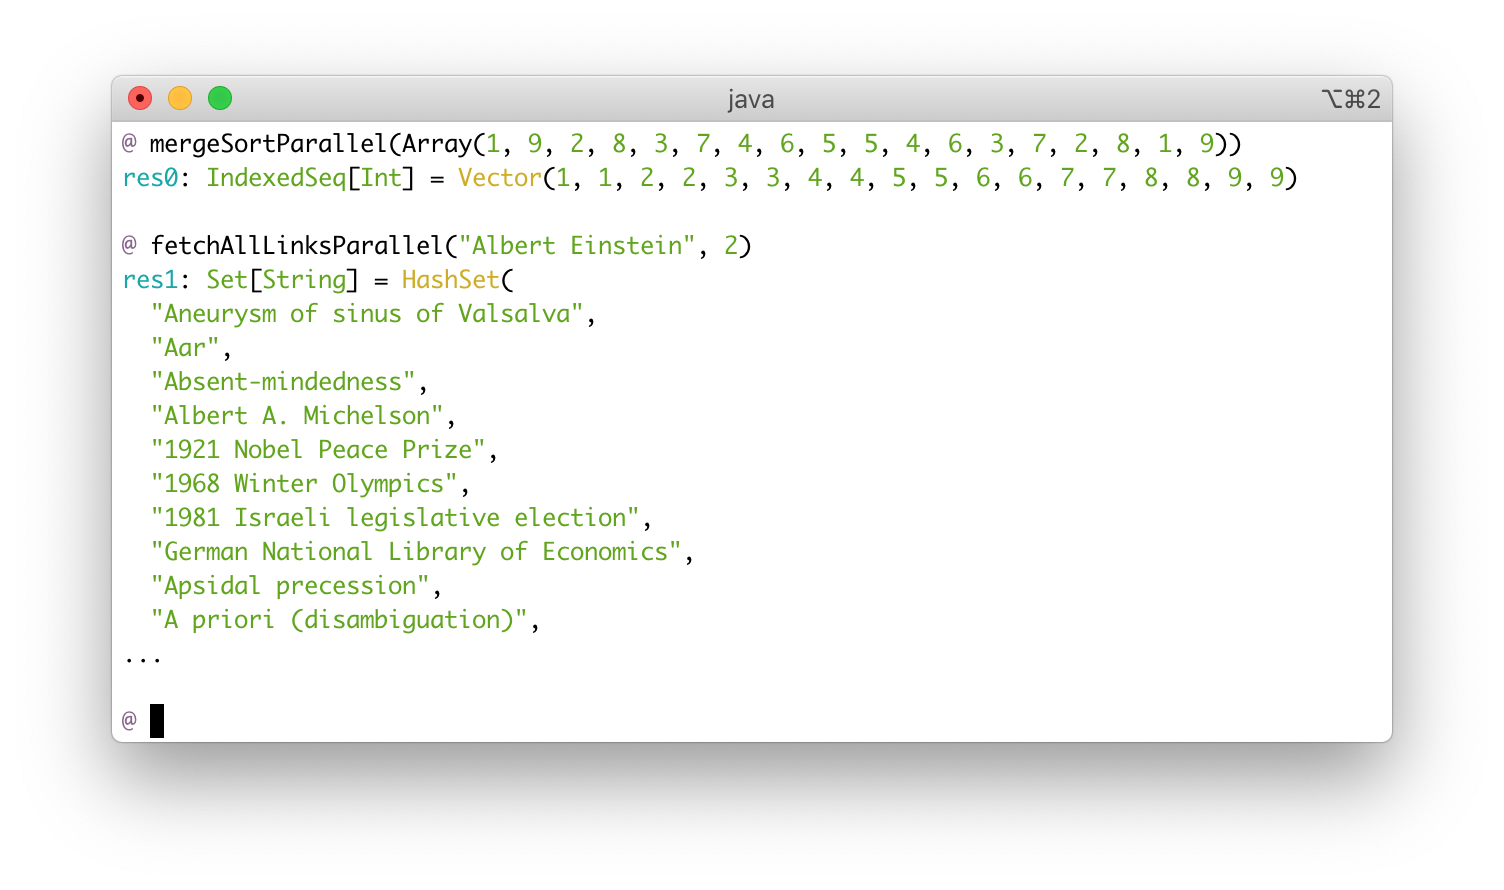 java
⌥⌘2
@ mergeSortParallel(Array(1, 9, 2, 8, 3, 7, 4, 6, 5, 5, 4, 6, 3, 7, 2, 8, 1, 9))
res0: IndexedSeq[Int] = Vector(1, 1, 2, 2, 3, 3, 4, 4, 5, 5, 6, 6, 7, 7, 8, 8, 9, 9)
@ fetchAllLinksParallel("Albert Einstein", 2)
res1: Set[String] = HashSet(
"Aneurysm of sinus of Valsalva",
"Aar",
"Absent-mindedness",
"Albert A. Michelson",
"1921 Nobel Peace Prize",
"1968 Winter Olympics",
"1981 Israeli legislative election",
"German National Library of Economics",
"Apsidal precession",
"A priori (disambiguation)",
...
@